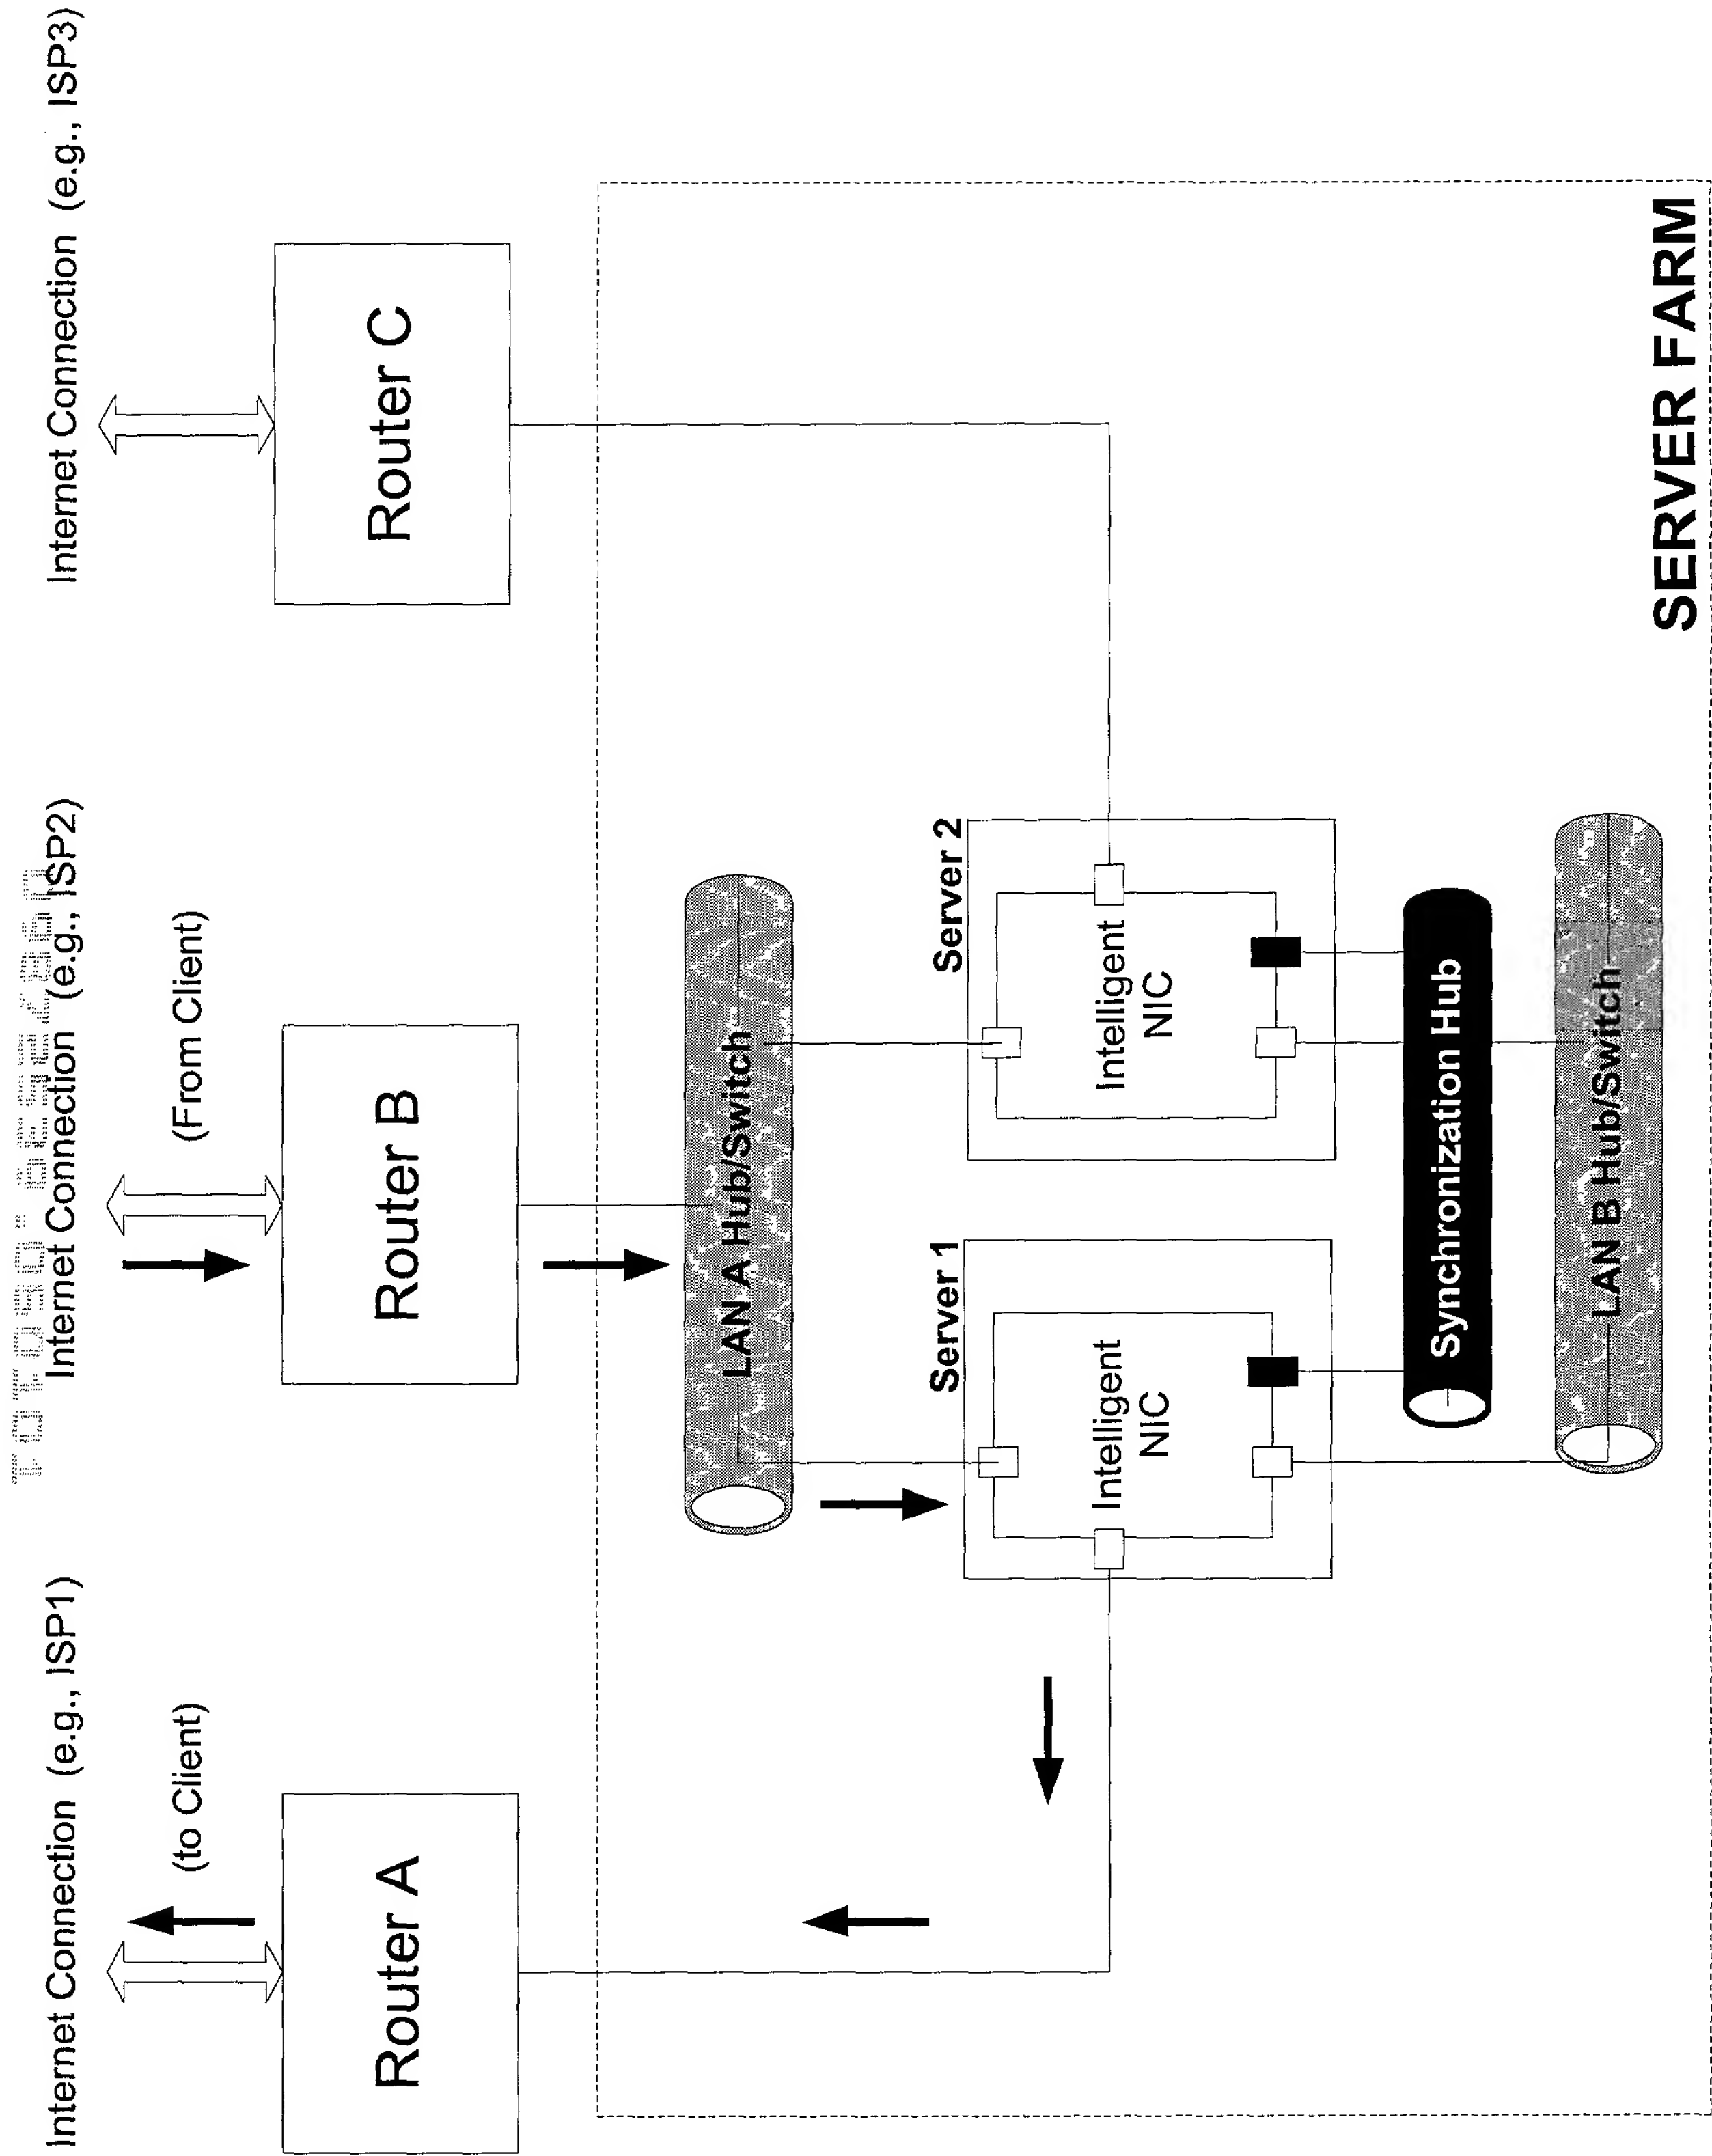 Internet Connection (e.g., ISP1)
Internet Connection (e.g., ISP2)
Internet Connection (e.g., ISP3)
(to Client)
(From Client)
Router A
Router B
Router C
LAN A Hub/Switch
Server 1
Server 2
Intelligent
NIC
Intelligent
NIC
Synchronization Hub
LAN B Hub/Switch
SERVER FARM